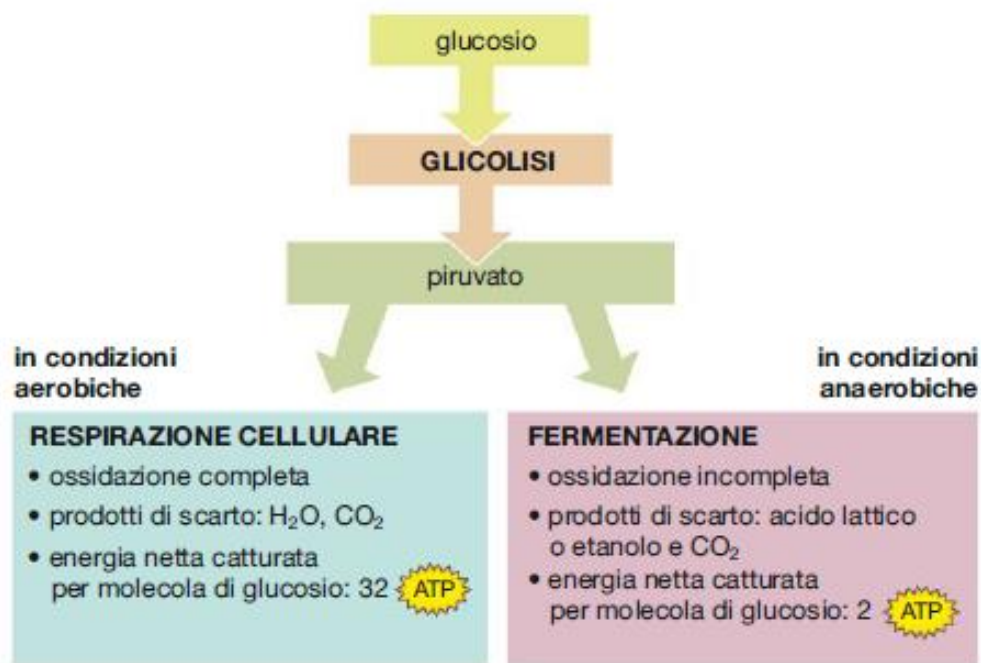 glucosio
GLICOLISI
piruvato
in condizioni
aerobiche
RESPIRAZIONE CELLULARE
• ossidazione completa
• prodotti di scarto: H₂O, CO₂
• energia netta catturata
per molecola di glucosio: 32 ATP
in condizioni
anaerobiche
FERMENTAZIONE
• ossidazione incompleta
• prodotti di scarto: acido lattico
o etanolo e CO₂
• energia netta catturata
per molecola di glucosio: 2 ATP